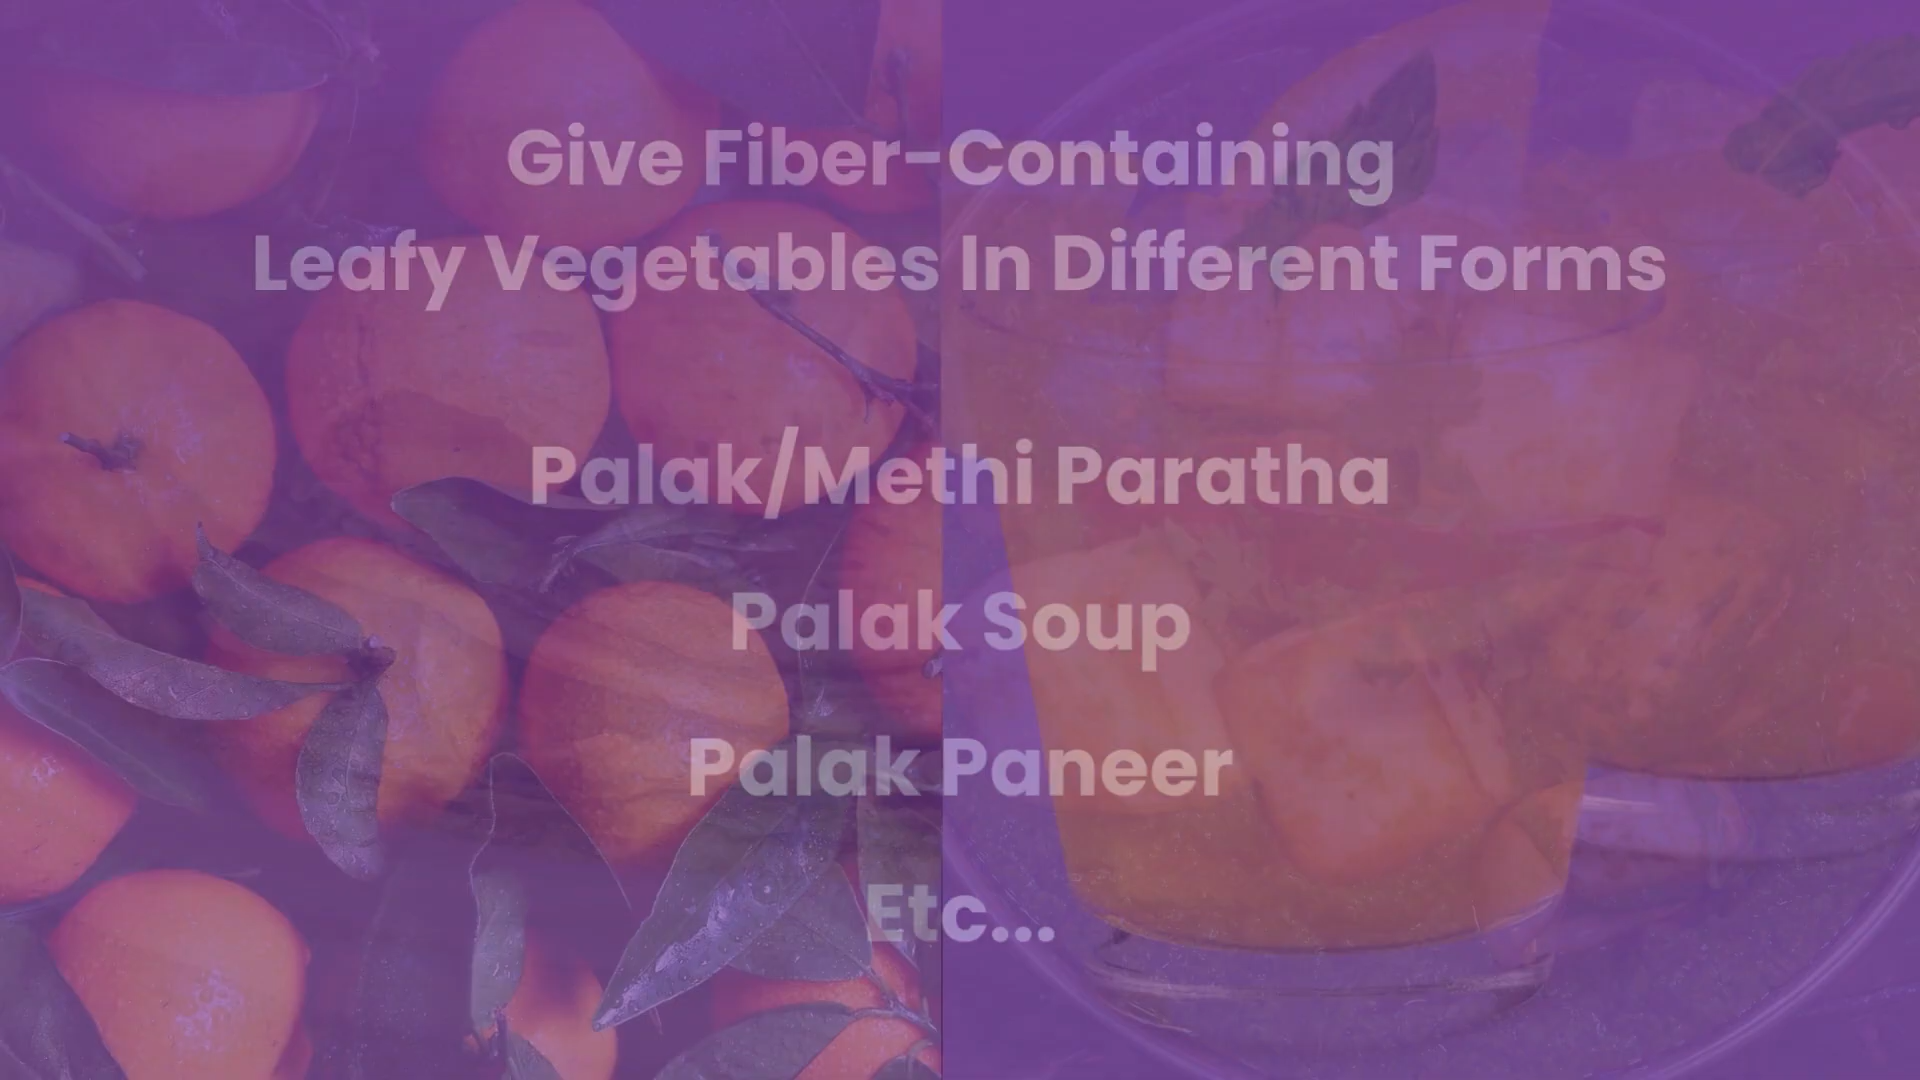 Give Fiber-Containing
Leafy Vegetables In Different Forms
Palak/Methi Paratha
Palak Soup
Palak Paneer
Etc...